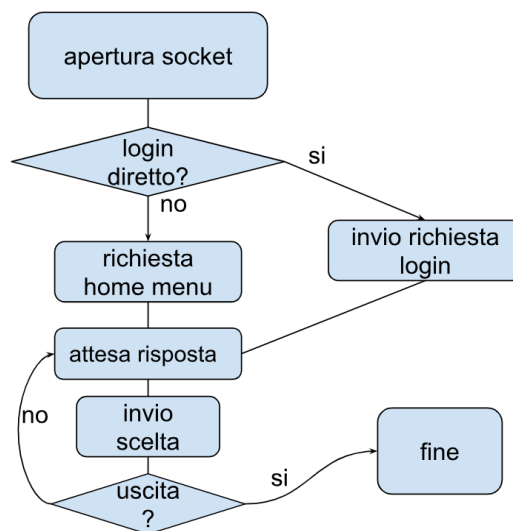 apertura socket
login
diretto?
si
no
richiesta
home menu
invio richiesta
login
attesa risposta
no
invio
scelta
uscita
?
si
fine